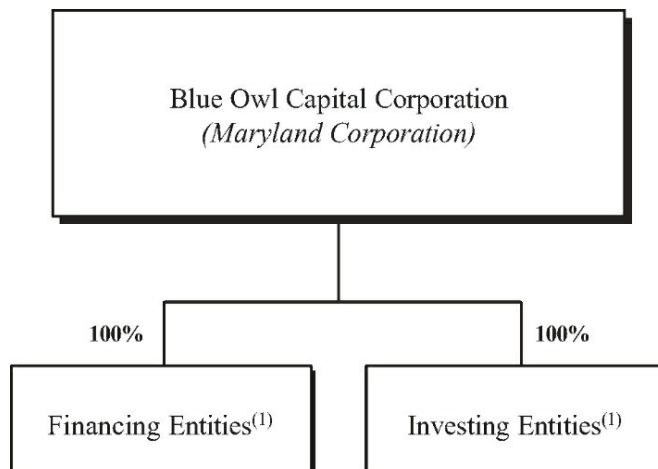 Blue Owl Capital Corporation
(Maryland Corporation)
100%
100%
Financing Entities(1)
Investing Entities(1)